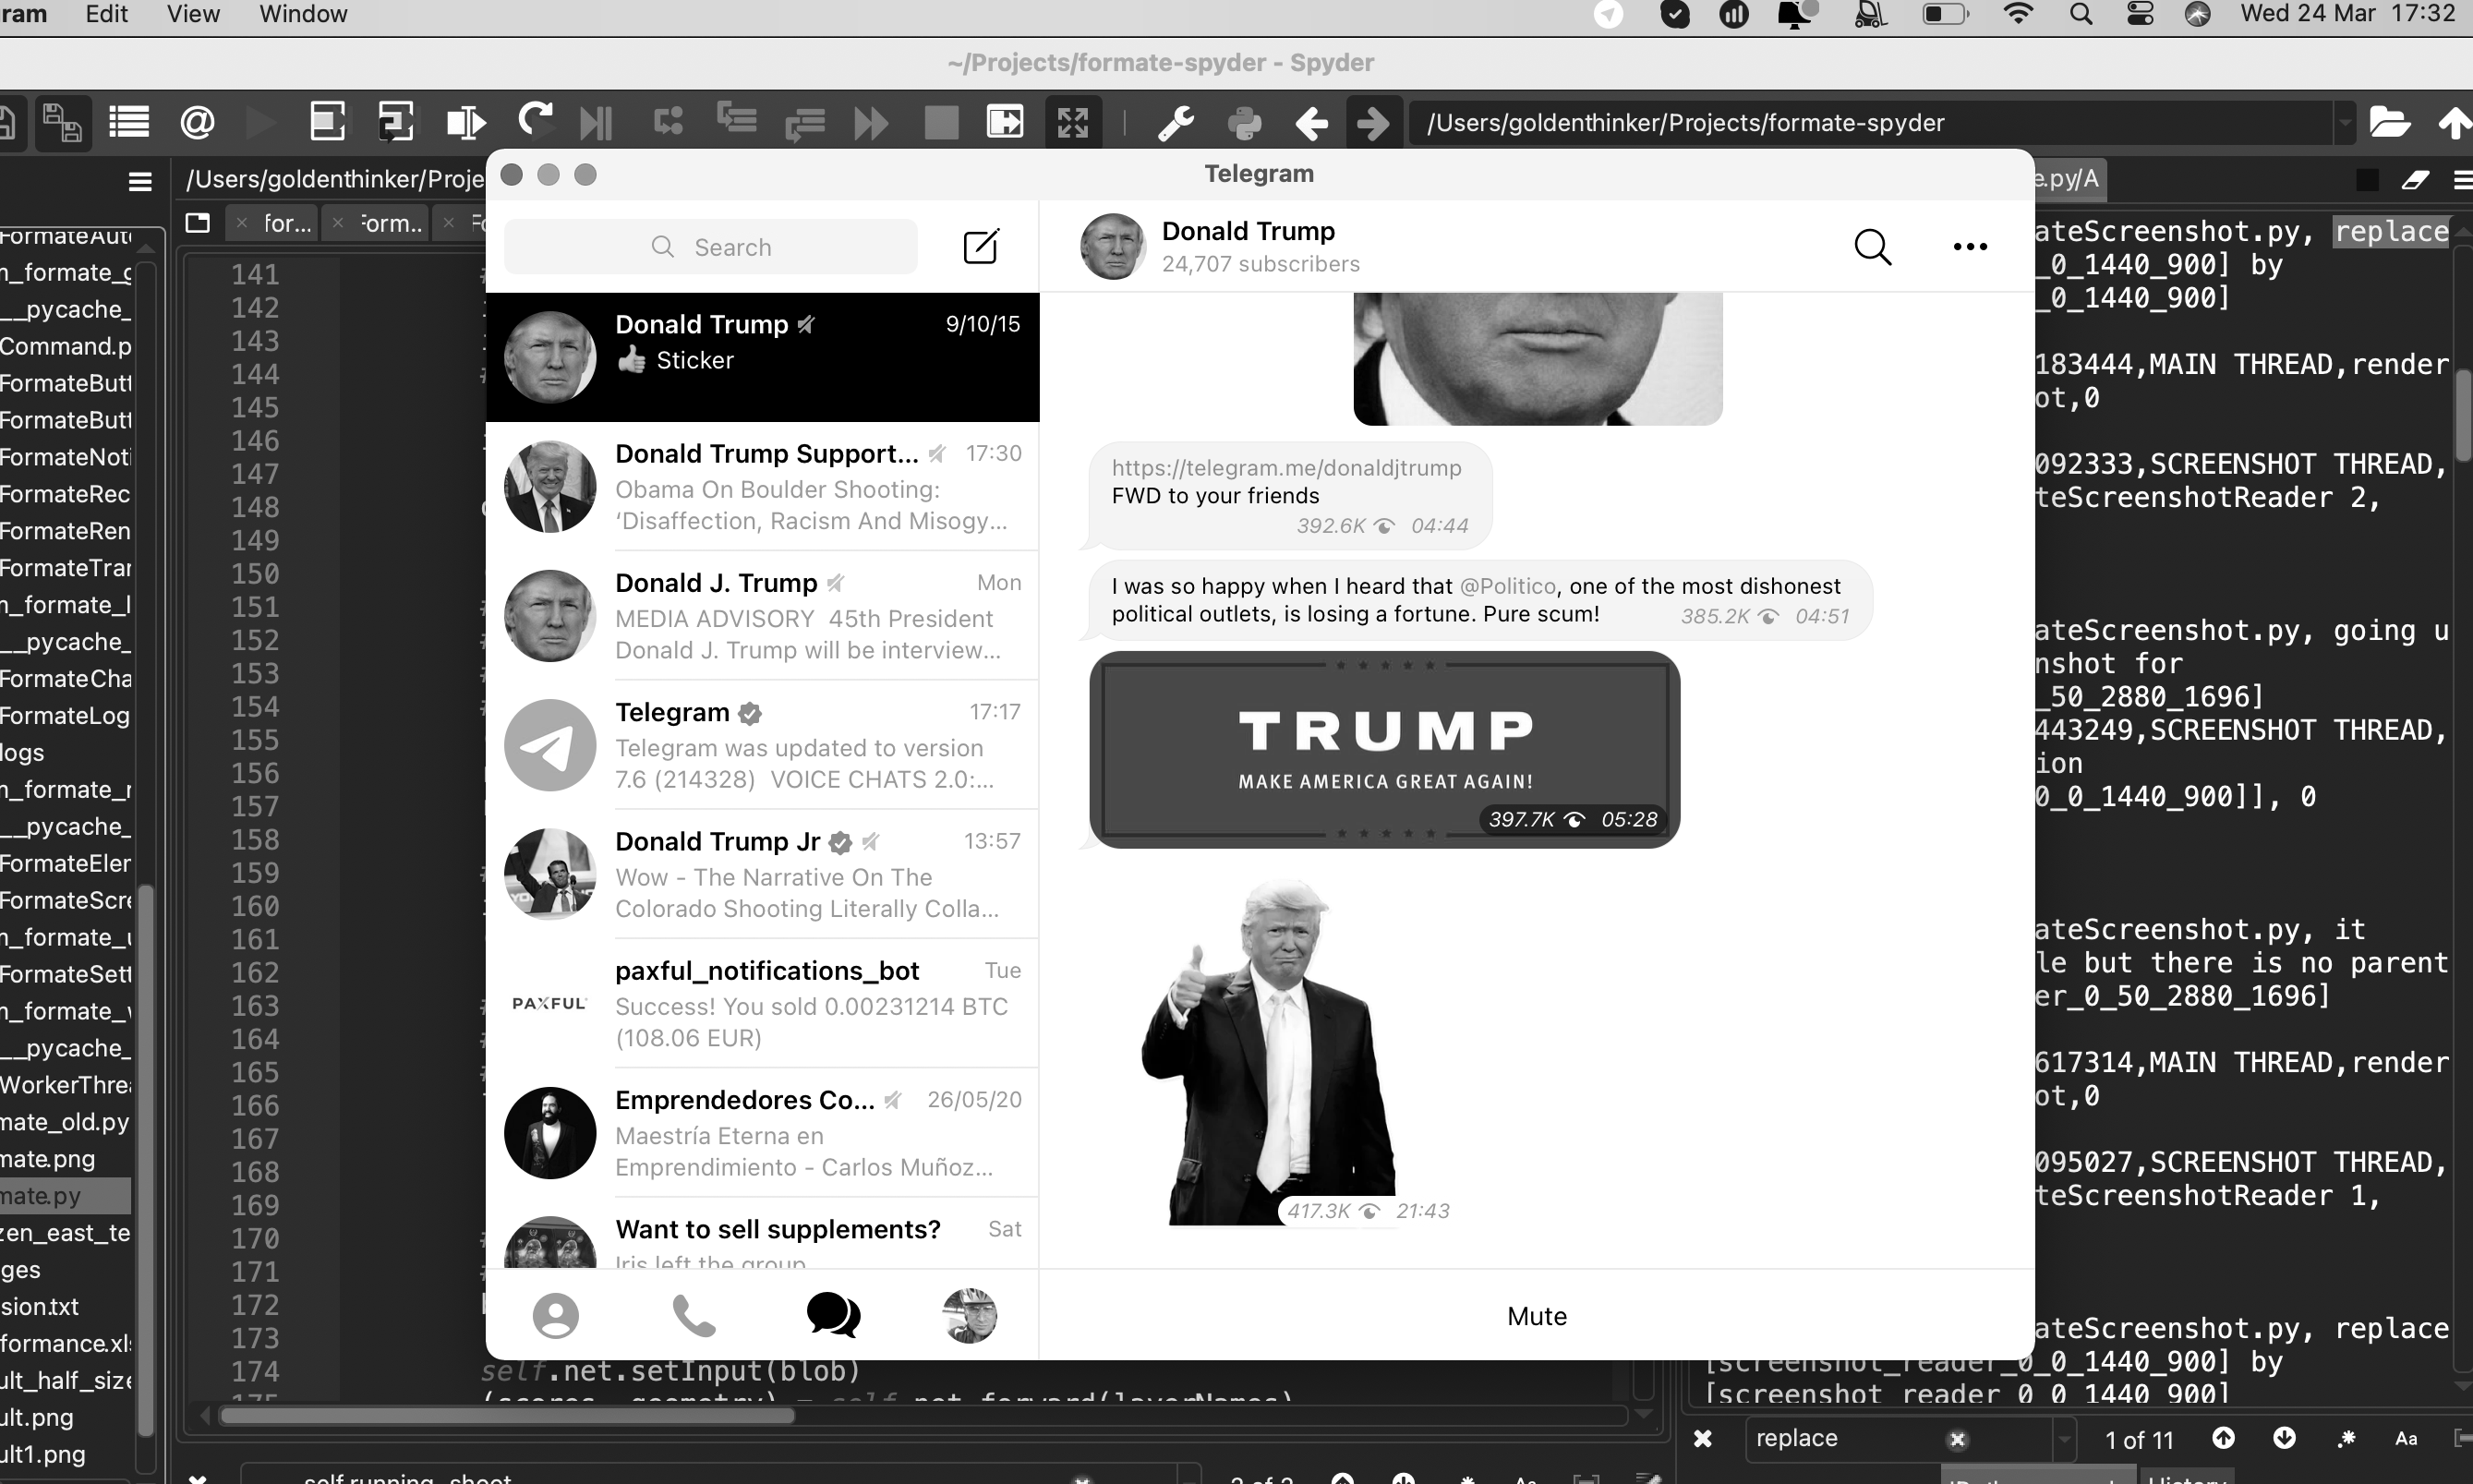 gram Edit View Window Wed 24 Mar 17:32
~/Projects/formate-spyder - Spyder
@ /Users/goldenthinker/Projects/formate-spyder
/Users/goldenthinker/Proje
for... Form..
FormateAut
n_formate_g
__pycache_
Command.p
FormateButt
FormateButt
FormateNoti
FormateRec
FormateRen
FormateTrar
n_formate_l
__pycache_
FormateCha
FormateLog
logs
n_formate_r
__pycache_
FormateEler
FormateScre
n_formate_u
FormateSett
n_formate_v
__pycache_
WorkerThrea
mate_old.py
mate.png
mate.py
zen_east_te
ges
sion.txt
formance.xl
ult_half_size
ult.png
ult1.png
141
142
143
144
145
146
147
148
149
150
151
152
153
154
155
156
157
158
159
160
161
162
163
164
165
166
167
168
169
170
171
172
173
174
self.net.setInput(blob)
(scores, geometry) = self.net.forward(layerNames)
Telegram
Search
Donald Trump 9/10/15
👍 Sticker
Donald Trump Support... 17:30
Obama On Boulder Shooting:
‘Disaffection, Racism And Misogy...
Donald J. Trump Mon
MEDIA ADVISORY 45th President
Donald J. Trump will be interview...
Telegram 17:17
Telegram was updated to version
7.6 (214328) VOICE CHATS 2.0:...
Donald Trump Jr 13:57
Wow - The Narrative On The
Colorado Shooting Literally Colla...
PAXFUL
paxful_notifications_bot Tue
Success! You sold 0.00231214 BTC
(108.06 EUR)
Emprendedores Co... 26/05/20
Maestría Eterna en
Emprendimiento - Carlos Muñoz...
Want to sell supplements? Sat
Iris left the group
Donald Trump
24,707 subscribers
https://telegram.me/donaldjtrump
FWD to your friends
392.6K 04:44
I was so happy when I heard that @Politico, one of the most dishonest
political outlets, is losing a fortune. Pure scum! 385.2K 04:51
TRUMP
MAKE AMERICA GREAT AGAIN!
397.7K 05:28
417.3K 21:43
Mute
e.py/A
ateScreenshot.py, replace
_0_1440_900] by
_0_1440_900]
183444,MAIN THREAD,render
ot,0
092333,SCREENSHOT THREAD,
teScreenshotReader 2,
ateScreenshot.py, going u
nshot for
_50_2880_1696]
443249,SCREENSHOT THREAD,
ion
0_0_1440_900]], 0
ateScreenshot.py, it
le but there is no parent
er_0_50_2880_1696]
617314,MAIN THREAD,render
ot,0
095027,SCREENSHOT THREAD,
teScreenshotReader 1,
ateScreenshot.py, replace
[screenshot_reader_0_0_1440_900] by
[screenshot_reader_0_0_1440_900]
replace 1 of 11 .* Aa
self.running_shoot 2 of 2 Aa
History